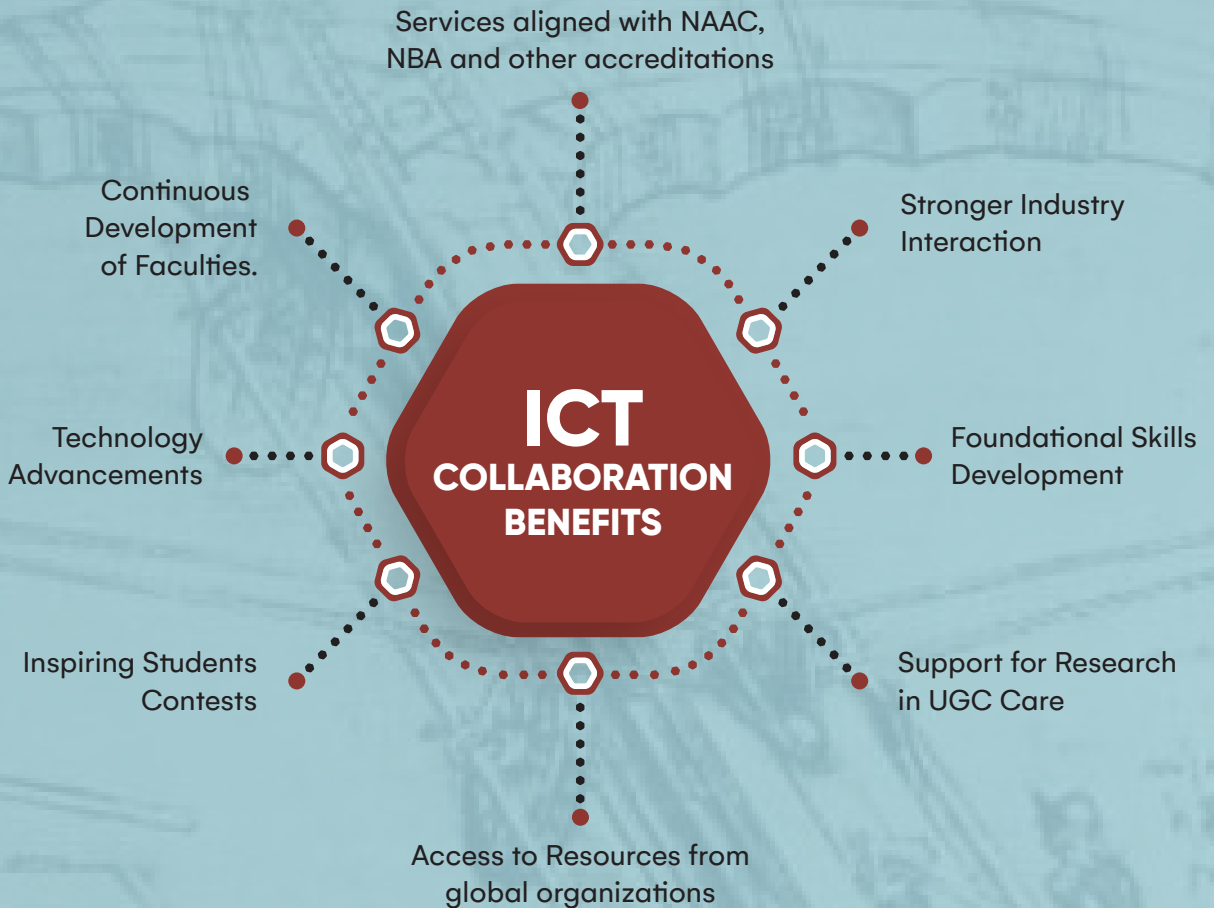 Services aligned with NAAC,
NBA and other accreditations
Continuous
Development
of Faculties.
Stronger Industry
Interaction
ICT
COLLABORATION
BENEFITS
Technology
Advancements
Foundational Skills
Development
Inspiring Students
Contests
Support for Research
in UGC Care
Access to Resources from
global organizations